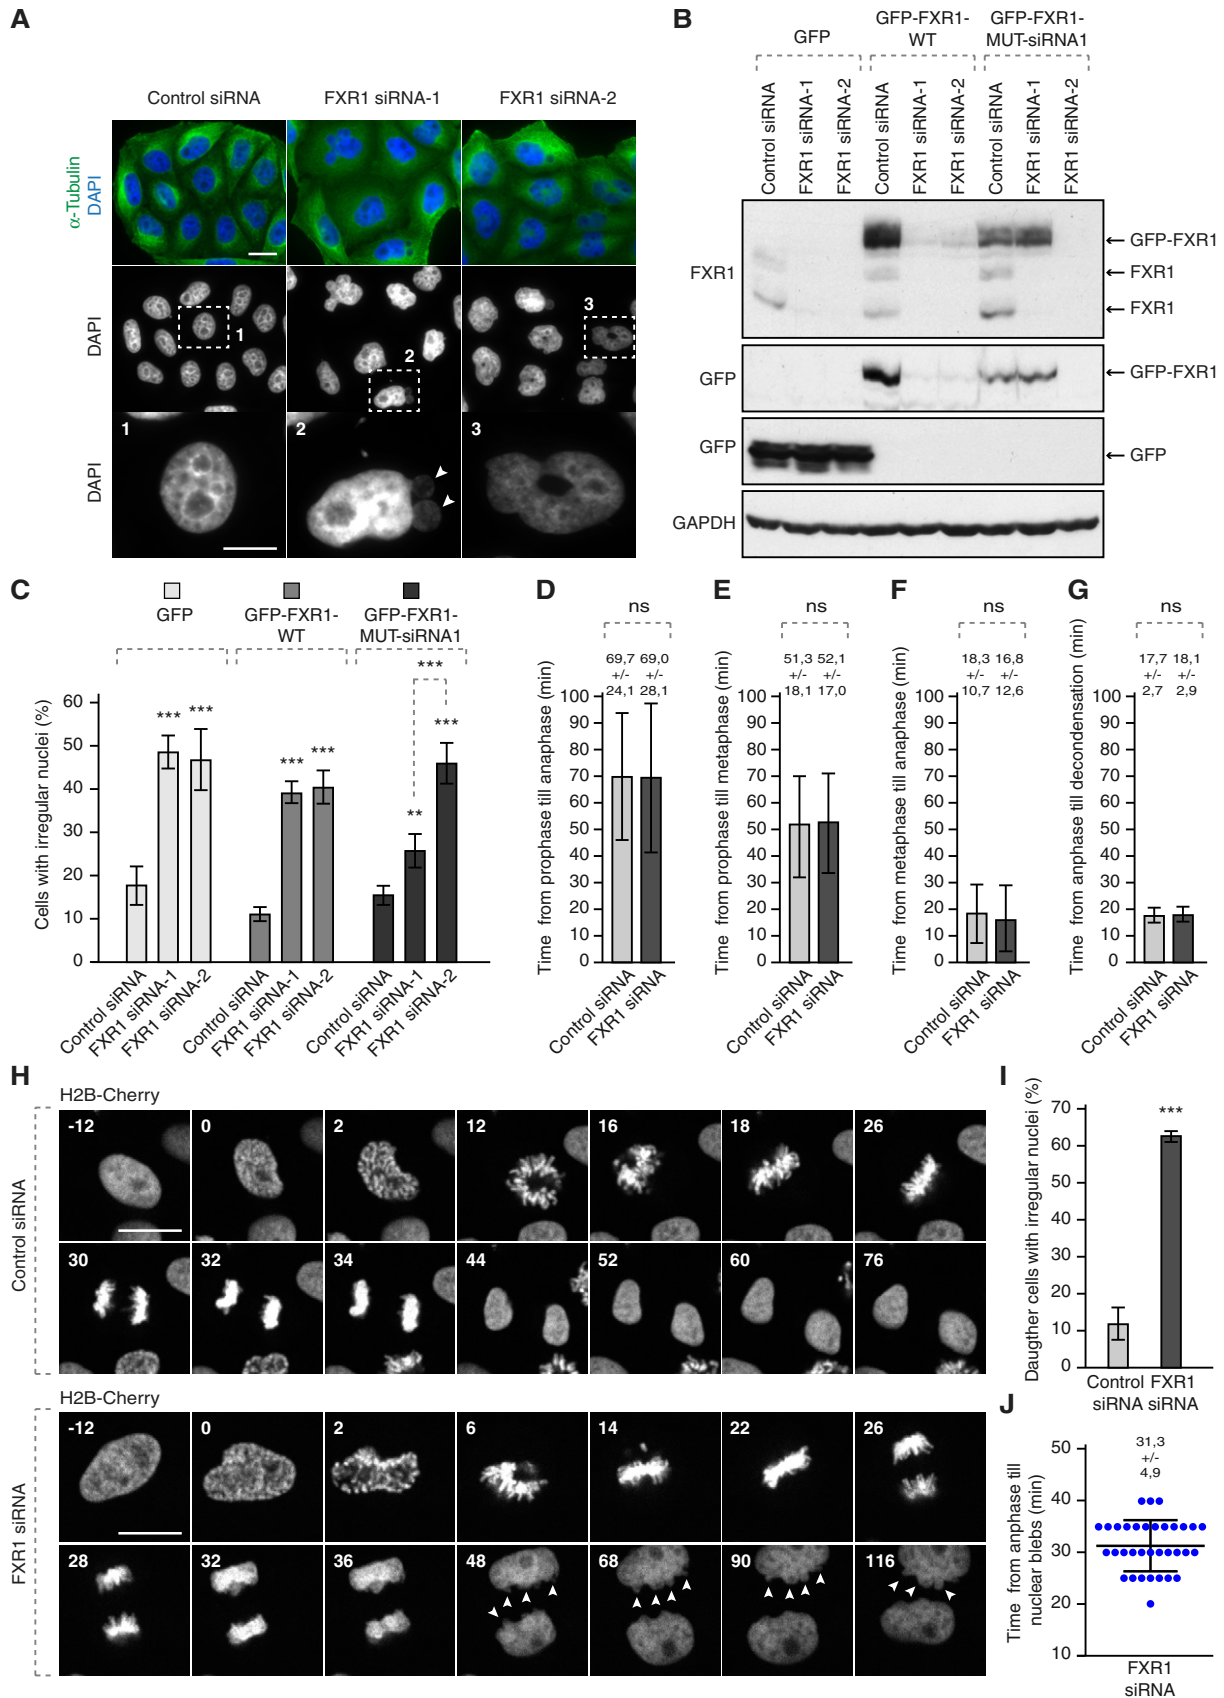 A
Control siRNA
FXR1 siRNA-1
FXR1 siRNA-2
α-Tubulin
DAPI
DAPI
1
2
3
DAPI
1
2
3
B
GFP
GFP-FXR1-
WT
GFP-FXR1-
MUT-siRNA1
Control siRNA
FXR1 siRNA-1
FXR1 siRNA-2
Control siRNA
FXR1 siRNA-1
FXR1 siRNA-2
Control siRNA
FXR1 siRNA-1
FXR1 siRNA-2
FXR1
← GFP-FXR1
← FXR1
← FXR1
GFP
← GFP-FXR1
GFP
← GFP
GAPDH
C
GFP
GFP-FXR1-
WT
GFP-FXR1-
MUT-siRNA1
Cells with irregular nuclei (%)
60
50
40
30
20
10
0
***
***
***
***
**
***
***
Control siRNA
FXR1 siRNA-1
FXR1 siRNA-2
Control siRNA
FXR1 siRNA-1
FXR1 siRNA-2
Control siRNA
FXR1 siRNA-1
FXR1 siRNA-2
D
ns
69,7 69,0
+/- +/-
24,1 28,1
Time from prophase till anaphase (min)
100
90
80
70
60
50
40
30
20
10
0
Control siRNA
FXR1 siRNA
E
ns
51,3 52,1
+/- +/-
18,1 17,0
Time from prophase till metaphase (min)
100
90
80
70
60
50
40
30
20
10
0
Control siRNA
FXR1 siRNA
F
ns
18,3 16,8
+/- +/-
10,7 12,6
Time from metaphase till anaphase (min)
100
90
80
70
60
50
40
30
20
10
0
Control siRNA
FXR1 siRNA
G
ns
17,7 18,1
+/- +/-
2,7 2,9
Time from anphase till decondensation (min)
100
90
80
70
60
50
40
30
20
10
0
Control siRNA
FXR1 siRNA
H
H2B-Cherry
Control siRNA
-12 0 2 12 16 18 26
30 32 34 44 52 60 76
H2B-Cherry
FXR1 siRNA
-12 0 2 6 14 22 26
28 32 36 48 68 90 116
I
Daugther cells with irregular nuclei (%)
70
60
50
40
30
20
10
0
***
Control FXR1
siRNA siRNA
J
31,3
+/-
4,9
Time from anphase till
nuclear blebs (min)
50
40
30
20
10
FXR1
siRNA